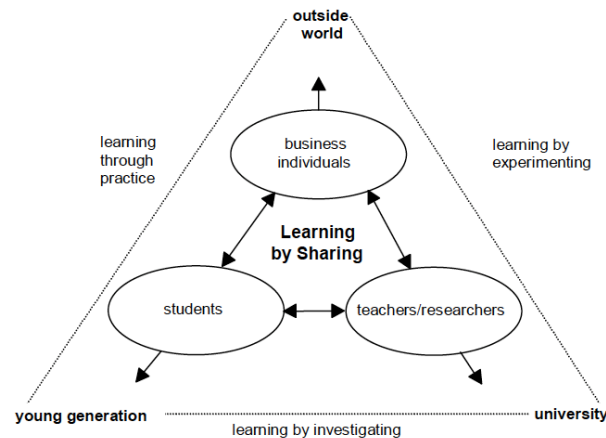 outside
world
business
individuals
learning
through
practice
learning by
experimenting
Learning
by Sharing
students
teachers/researchers
young generation
university
learning by investigating